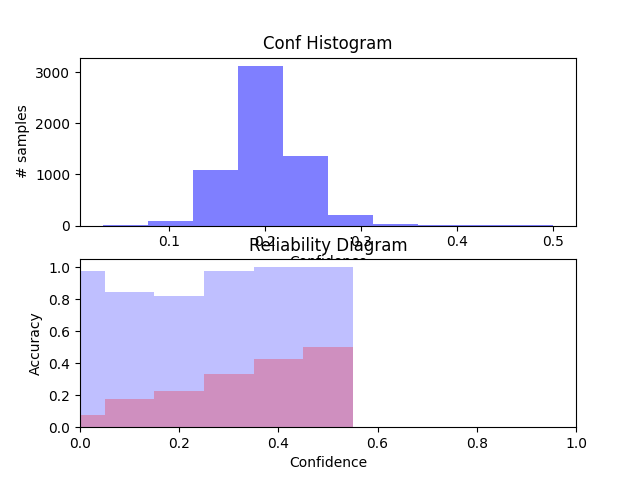 Conf Histogram
# samples
3000
2000
1000
0
0.1 0.2 0.3 0.4 0.5
Confidence
Reliability Diagram
Accuracy
1.0
0.8
0.6
0.4
0.2
0.0
0.0 0.2 0.4 0.6 0.8 1.0
Confidence